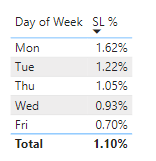 Day of Week SL %
Mon 1.62%
Tue 1.22%
Thu 1.05%
Wed 0.93%
Fri 0.70%
Total 1.10%